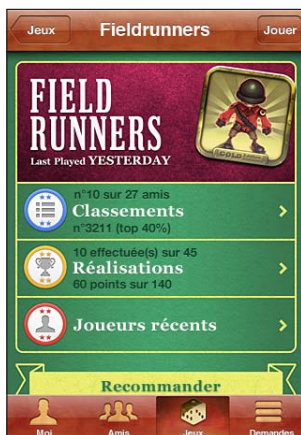 Jeux Fieldrunners Jouer
FIELD
RUNNERS
Last Played YESTERDAY
GOLD
n°10 sur 27 amis
Classements
n°3211 (top 40%)
10 effectuée(s) sur 45
Réalisations
60 points sur 140
Joueurs récents
Recommander
Moi Amis Jeux Demandes